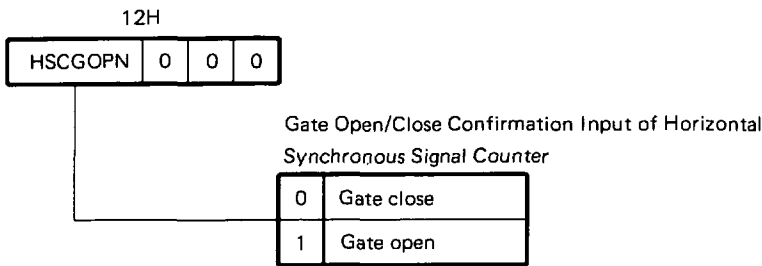 12H
HSCGOPN 0 0 0
Gate Open/Close Confirmation Input of Horizontal
Synchronous Signal Counter
0 Gate close
1 Gate open